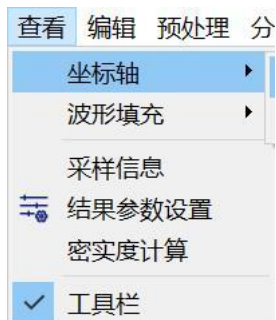 查看 编辑 预处理 分
坐标轴
波形填充
采样信息
结果参数设置
密实度计算
工具栏